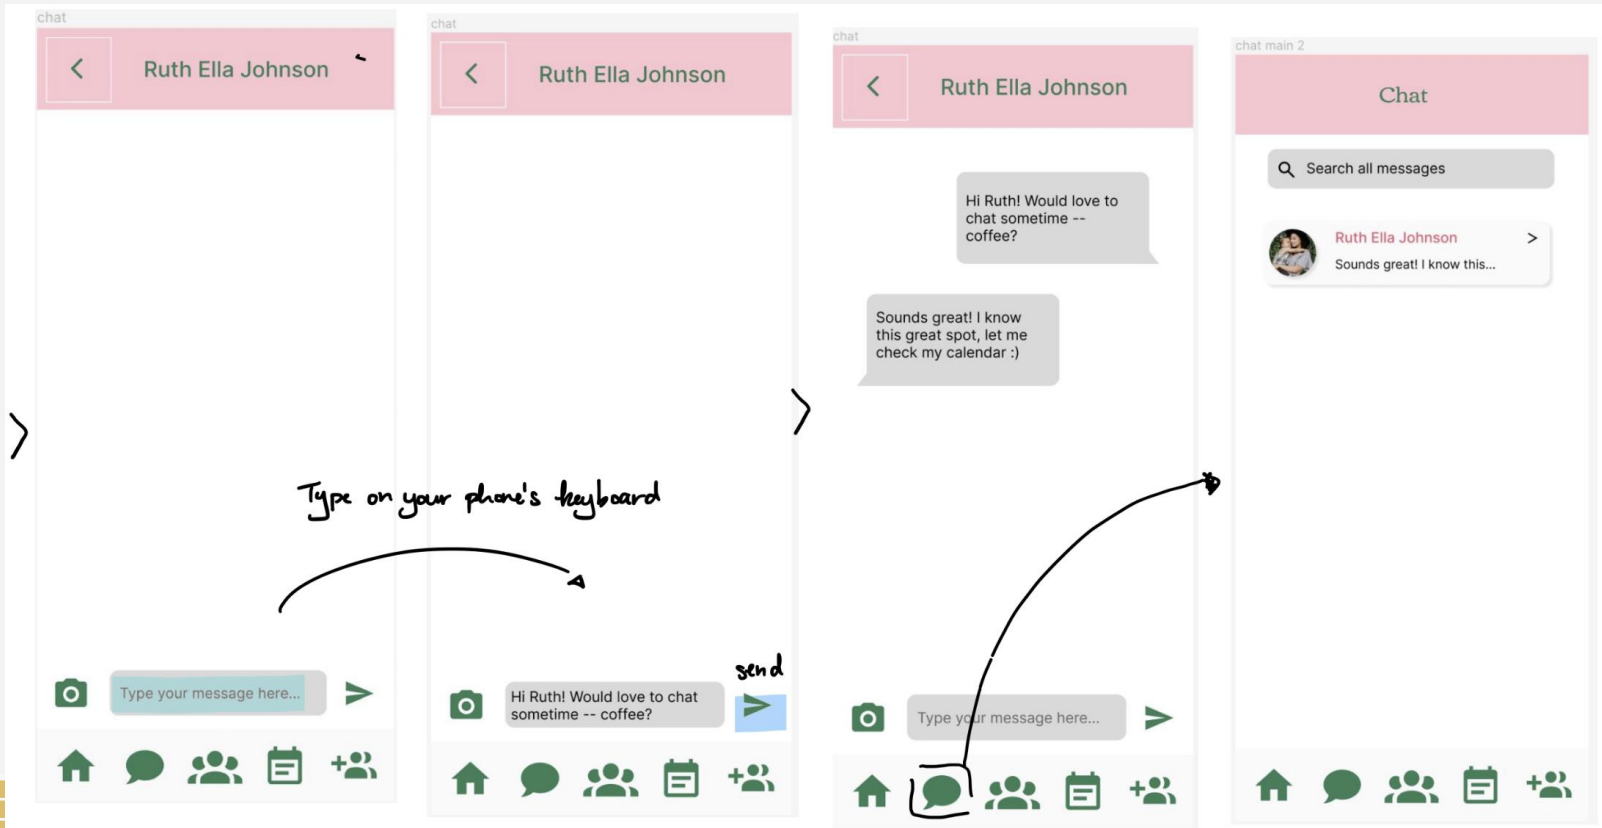 chat
Ruth Ella Johnson
Type your message here...
Type on your phone's keyboard
chat
Ruth Ella Johnson
Hi Ruth! Would love to chat
sometime -- coffee?
send
chat
Ruth Ella Johnson
Hi Ruth! Would love to
chat sometime --
coffee?
Sounds great! I know
this great spot, let me
check my calendar :)
Type your message here...
chat main 2
Chat
Search all messages
Ruth Ella Johnson
Sounds great! I know this...